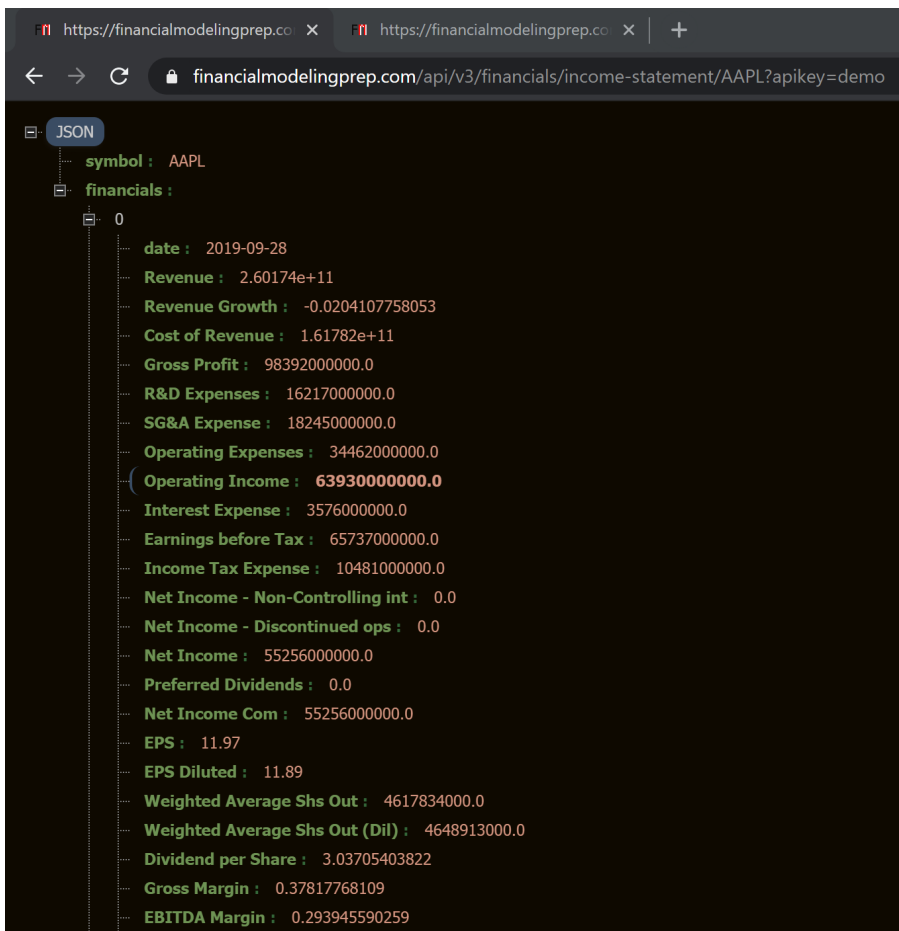 FM https://financialmodelingprep.co × FM https://financialmodelingprep.co × +
financialmodelingprep.com/api/v3/financials/income-statement/AAPL?apikey=demo
JSON
symbol : AAPL
financials :
0
date : 2019-09-28
Revenue : 2.60174e+11
Revenue Growth : -0.0204107758053
Cost of Revenue : 1.61782e+11
Gross Profit : 98392000000.0
R&D Expenses : 16217000000.0
SG&A Expense : 18245000000.0
Operating Expenses : 34462000000.0
Operating Income : 63930000000.0
Interest Expense : 3576000000.0
Earnings before Tax : 65737000000.0
Income Tax Expense : 10481000000.0
Net Income - Non-Controlling int : 0.0
Net Income - Discontinued ops : 0.0
Net Income : 55256000000.0
Preferred Dividends : 0.0
Net Income Com : 55256000000.0
EPS : 11.97
EPS Diluted : 11.89
Weighted Average Shs Out : 4617834000.0
Weighted Average Shs Out (Dil) : 4648913000.0
Dividend per Share : 3.03705403822
Gross Margin : 0.37817768109
EBITDA Margin : 0.293945590259